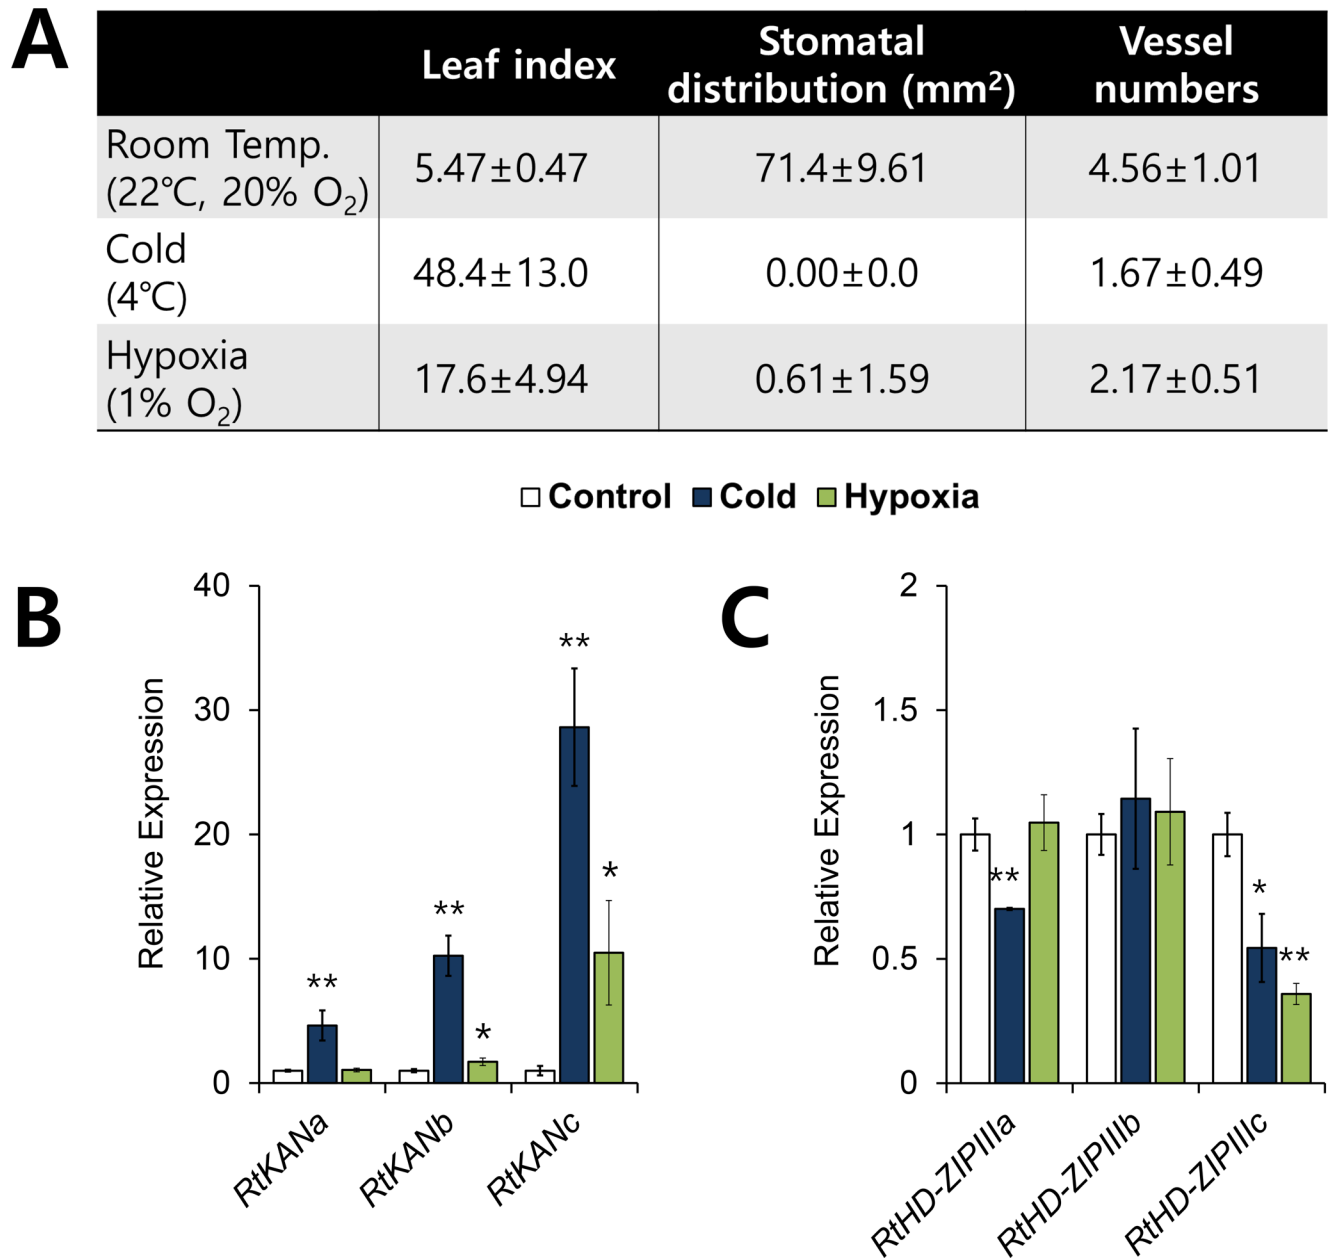 A
Leaf index
Stomatal
distribution (mm²)
Vessel
numbers
Room Temp.
(22℃, 20% O₂)
5.47±0.47
71.4±9.61
4.56±1.01
Cold
(4℃)
48.4±13.0
0.00±0.0
1.67±0.49
Hypoxia
(1% O₂)
17.6±4.94
0.61±1.59
2.17±0.51
Control Cold Hypoxia
B
Relative Expression
40
30
20
10
0
**
**
*
**
*
RtKANa
RtKANb
RtKANc
C
Relative Expression
2
1.5
1
0.5
0
**
*
**
RtHD-ZIPIIIa
RtHD-ZIPIIIb
RtHD-ZIPIIIc